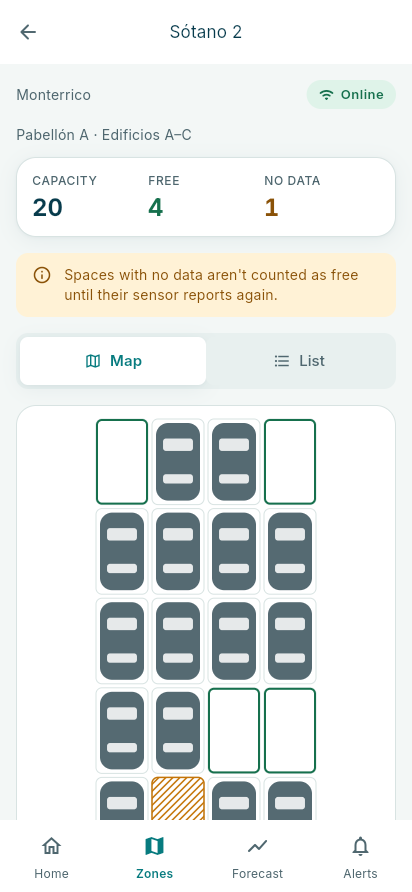 Sótano 2
Monterrico
Online
Pabellón A · Edificios A–C
CAPACITY
FREE
NO DATA
20
4
1
Spaces with no data aren't counted as free
until their sensor reports again.
Map
List
Home
Zones
Forecast
Alerts